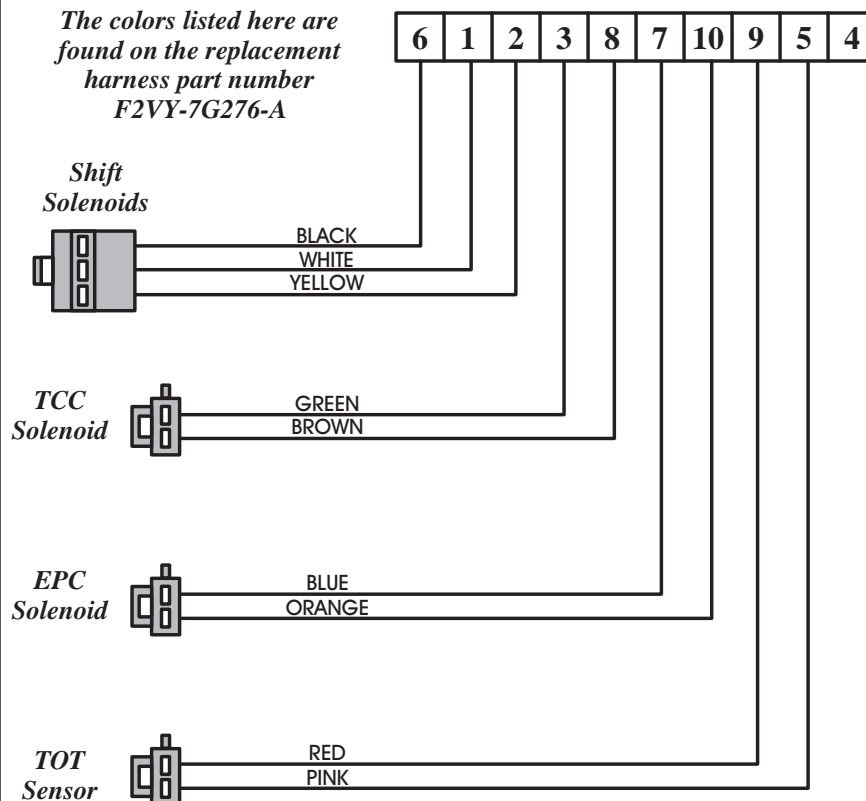 The colors listed here are
found on the replacement
harness part number
F2VY-7G276-A
6 1 2 3 8 7 10 9 5 4
Shift
Solenoids
BLACK
WHITE
YELLOW
TCC
Solenoid
GREEN
BROWN
EPC
Solenoid
BLUE
ORANGE
TOT
Sensor
RED
PINK